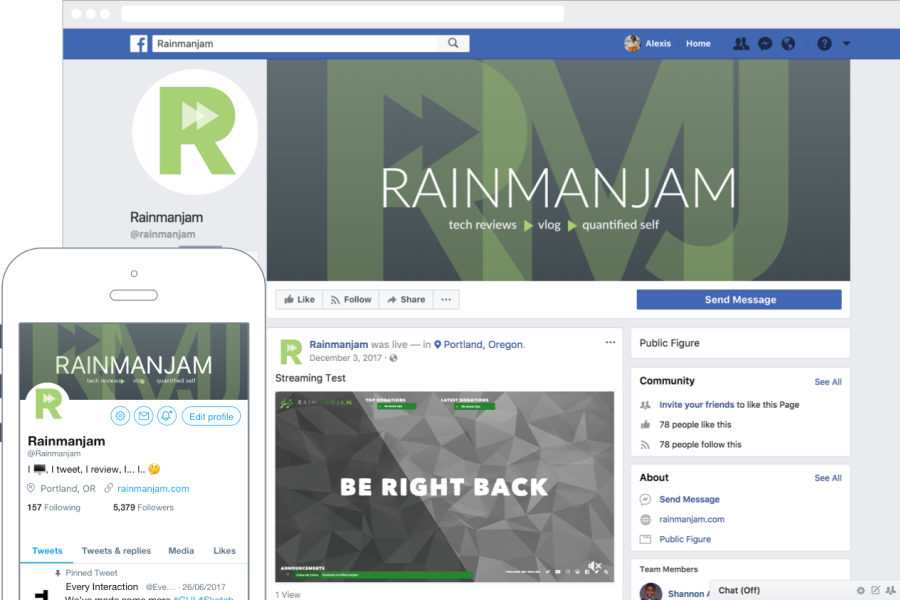 Rainmanjam
Alexis
Home
RAINMANJAM
tech reviews vlog quantified self
Rainmanjam
@rainmanjam
Like Follow Share
Send Message
Rainmanjam was live — in Portland, Oregon.
December 3, 2017
Streaming Test
RAINMANJAM
TOP DONATIONS
LATEST DONATIONS
BE RIGHT BACK
ANNOUNCEMENTS
1 View
Public Figure
Community
See All
Invite your friends to like this Page
78 people like this
78 people follow this
About
See All
Send Message
rainmanjam.com
Public Figure
Team Members
Shannon
Chat (Off)
RAINMANJAM
tech reviews vlog quantified self
Edit profile
Rainmanjam
@Rainmanjam
I 🖥️, I tweet, I review, I... I.. 🤔
Portland, OR rainmanjam.com
157 Following 5,379 Followers
Tweets Tweets & replies Media Likes
Pinned Tweet
Every Interaction @Eve... · 26/06/2017
We've made some more #GUI #Sketch